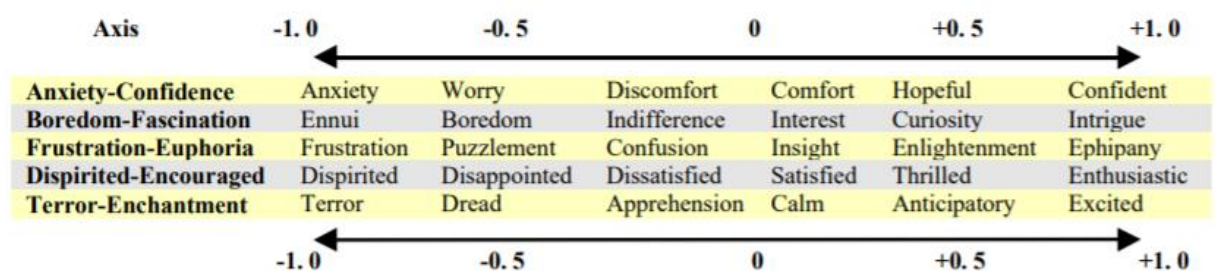 Axis -1. 0 -0. 5 0 +0. 5 +1. 0
Anxiety-Confidence Anxiety Worry Discomfort Comfort Hopeful Confident
Boredom-Fascination Ennui Boredom Indifference Interest Curiosity Intrigue
Frustration-Euphoria Frustration Puzzlement Confusion Insight Enlightenment Ephipany
Dispirited-Encouraged Dispirited Disappointed Dissatisfied Satisfied Thrilled Enthusiastic
Terror-Enchantment Terror Dread Apprehension Calm Anticipatory Excited
-1. 0 -0. 5 0 +0. 5 +1. 0